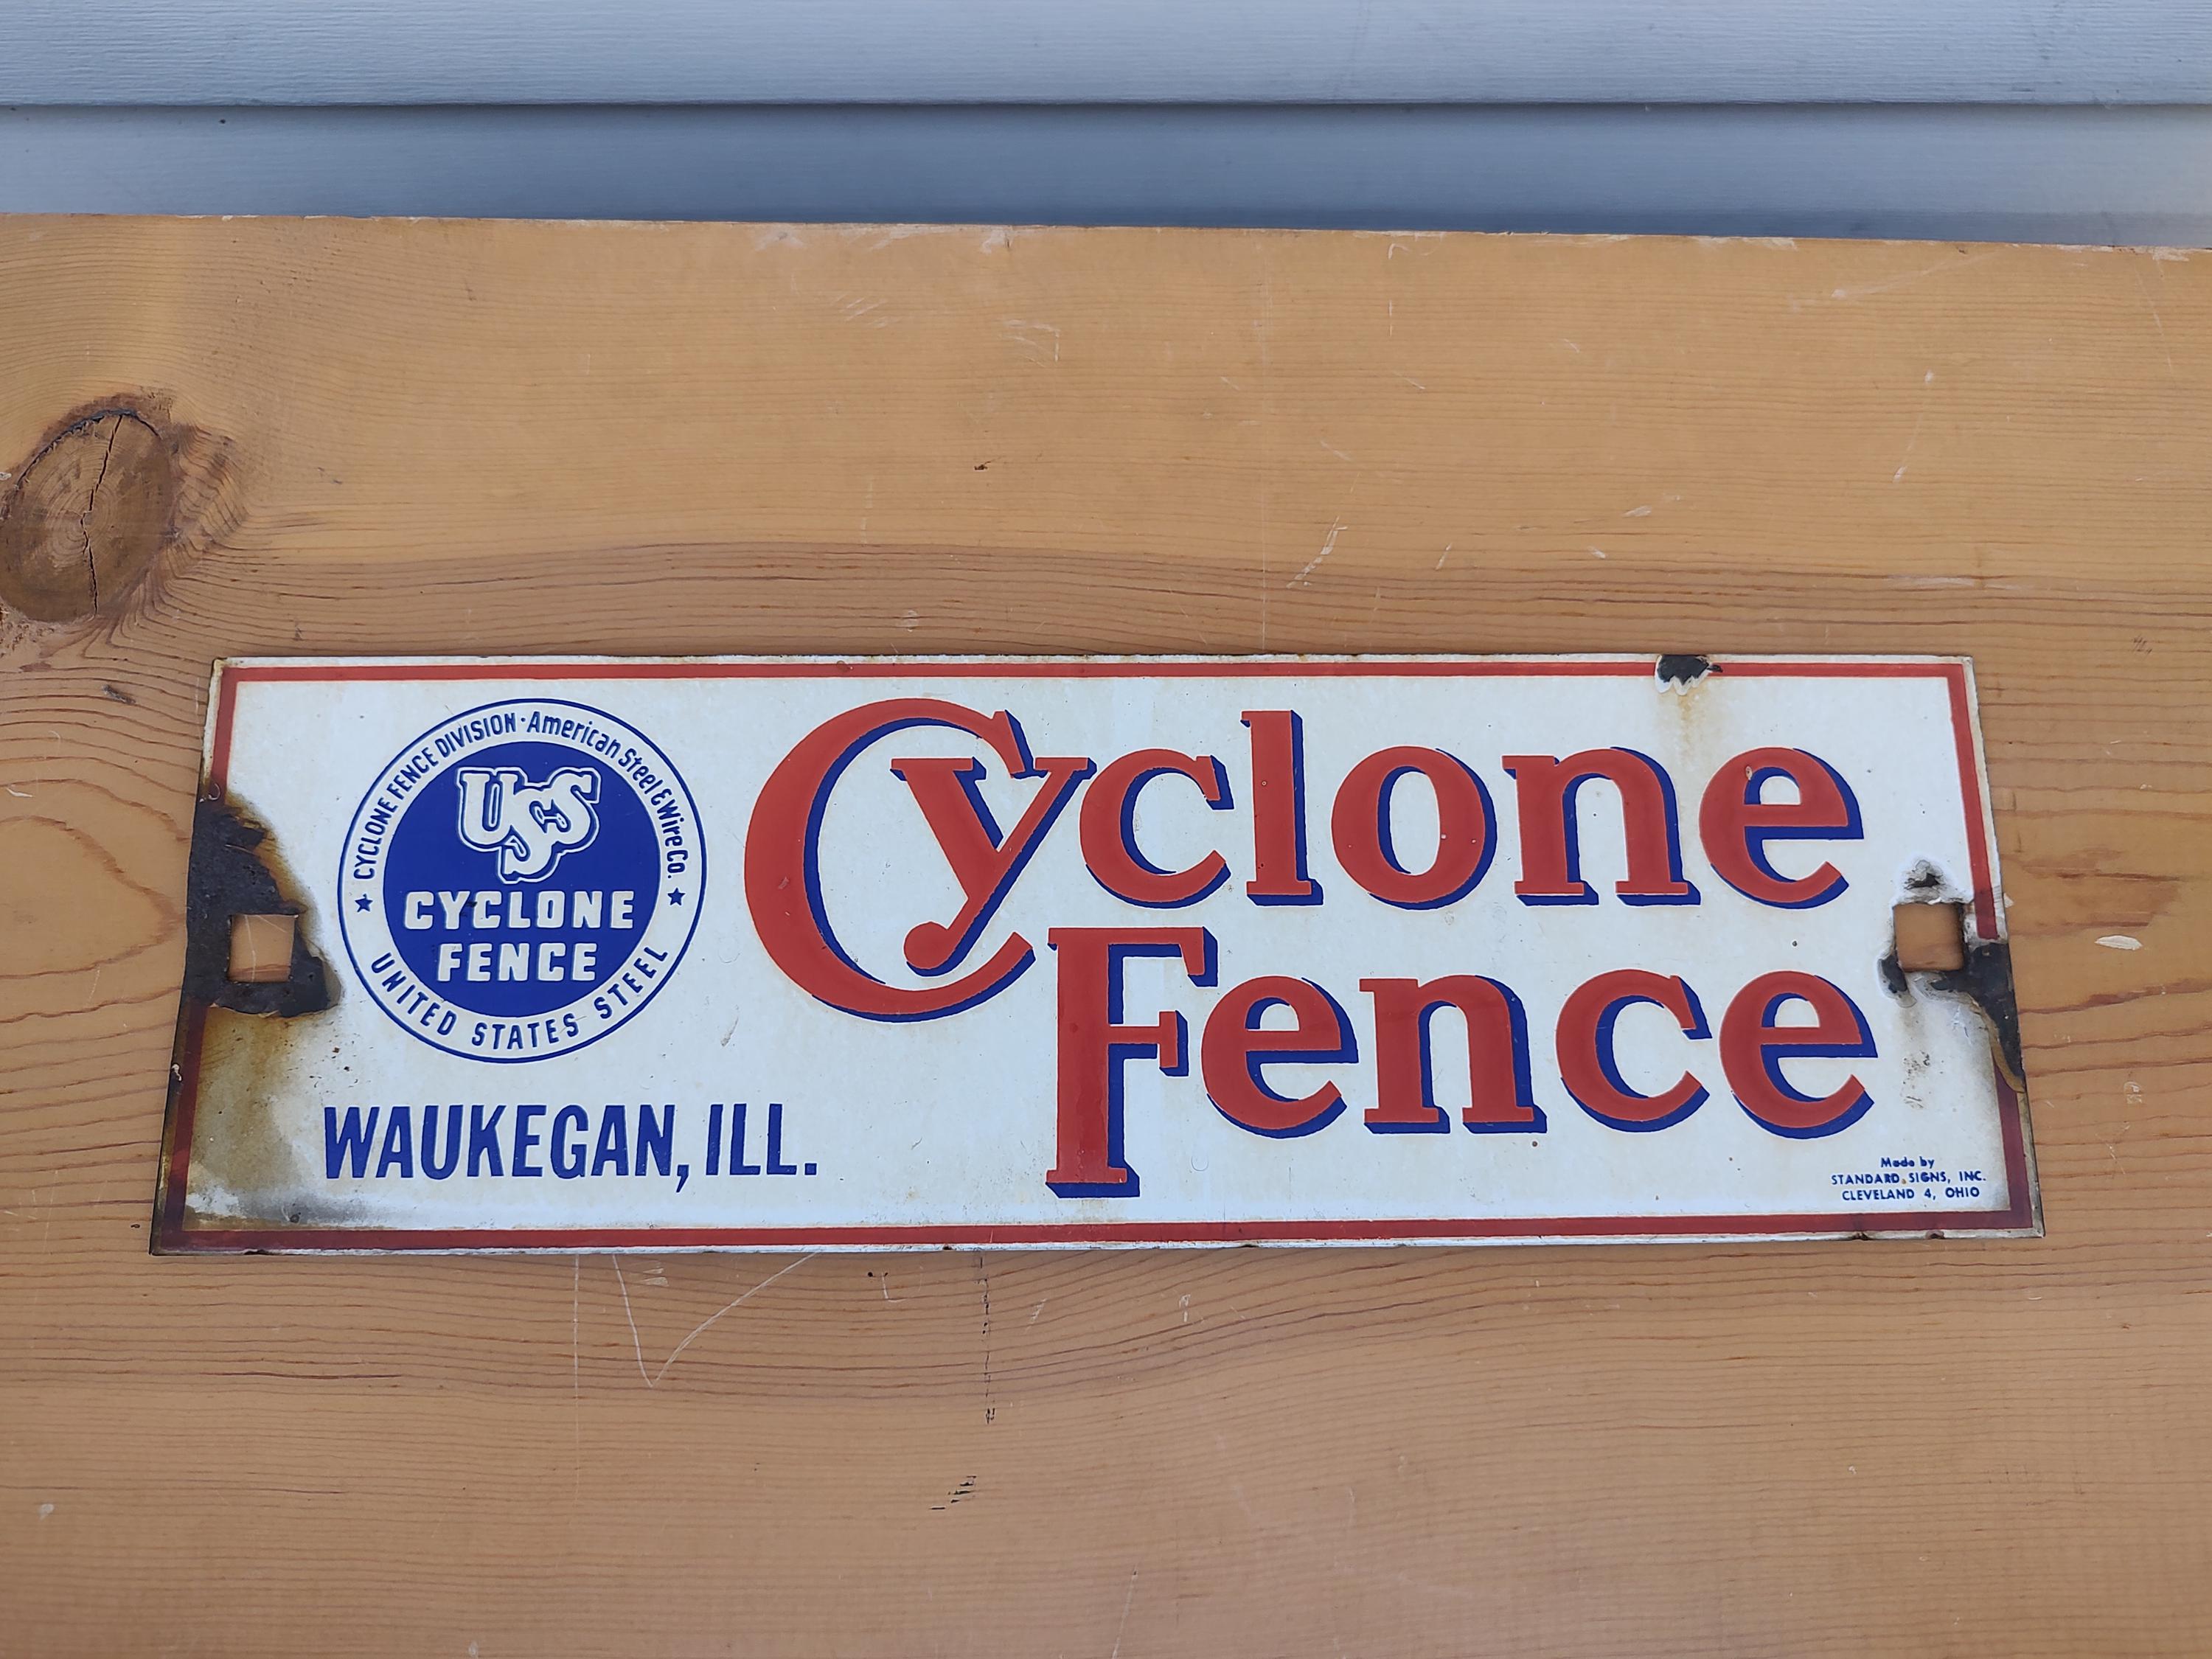 CYCLONE FENCE DIVISION · American Steel & Wire Co.
USS
CYCLONE
FENCE
UNITED STATES STEEL
WAUKEGAN, ILL.
Cyclone
Fence
Made by
STANDARD SIGNS, INC.
CLEVELAND 4, OHIO